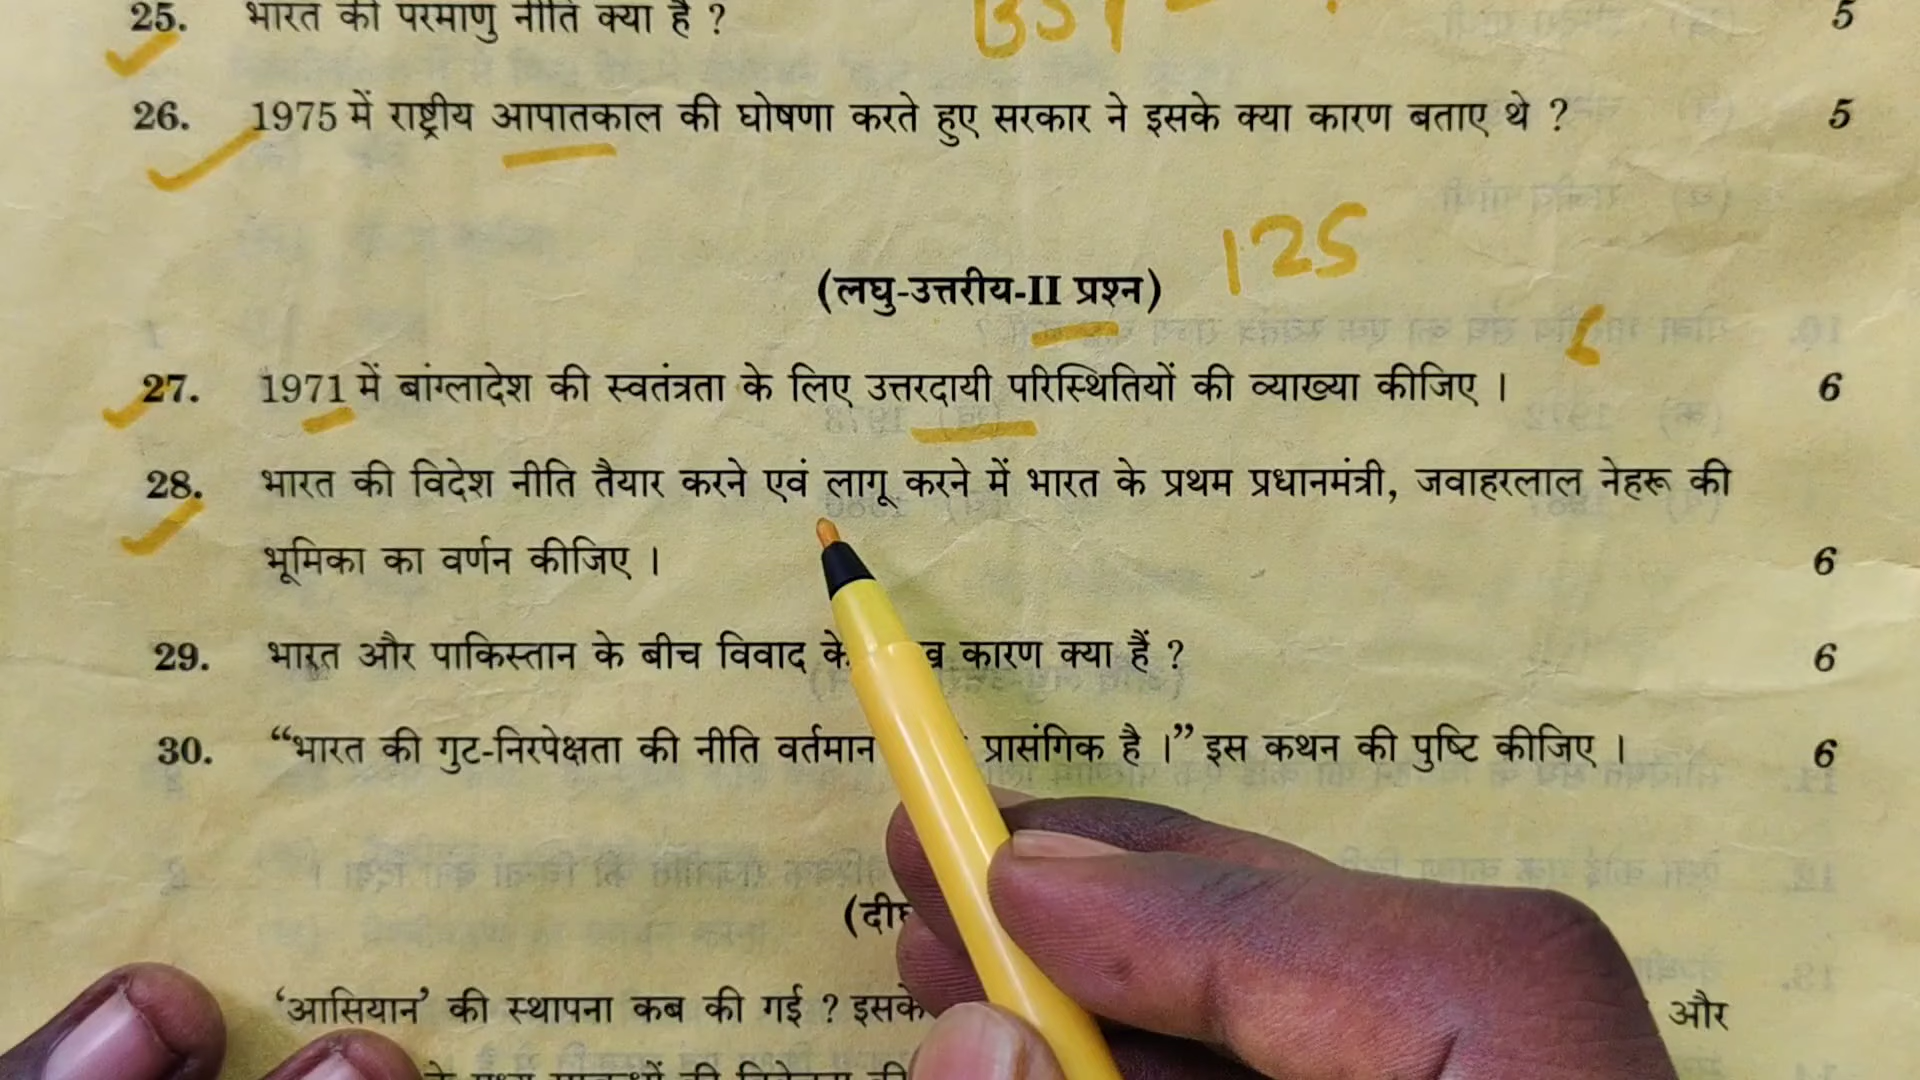 25. भारत की परमाणु नीति क्या है ? 5
26. 1975 में राष्ट्रीय आपातकाल की घोषणा करते हुए सरकार ने इसके क्या कारण बताए थे ? 5
125
(लघु-उत्तरीय-II प्रश्न)
27. 1971 में बांग्लादेश की स्वतंत्रता के लिए उत्तरदायी परिस्थितियों की व्याख्या कीजिए । 6
28. भारत की विदेश नीति तैयार करने एवं लागू करने में भारत के प्रथम प्रधानमंत्री, जवाहरलाल नेहरू की
भूमिका का वर्णन कीजिए । 6
29. भारत और पाकिस्तान के बीच विवाद के कारण क्या हैं ? 6
30. “भारत की गुट-निरपेक्षता की नीति वर्तमान प्रासंगिक है ।” इस कथन की पुष्टि कीजिए । 6
‘आसियान’ की स्थापना कब की गई ? इसके और